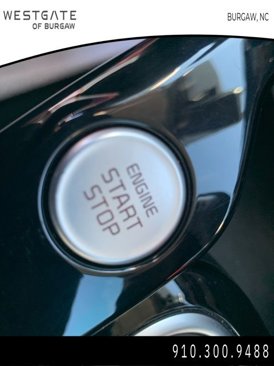 WESTGATE
OF BURGAW
BURGAW, NC
ENGINE
START
STOP
910.300.9488